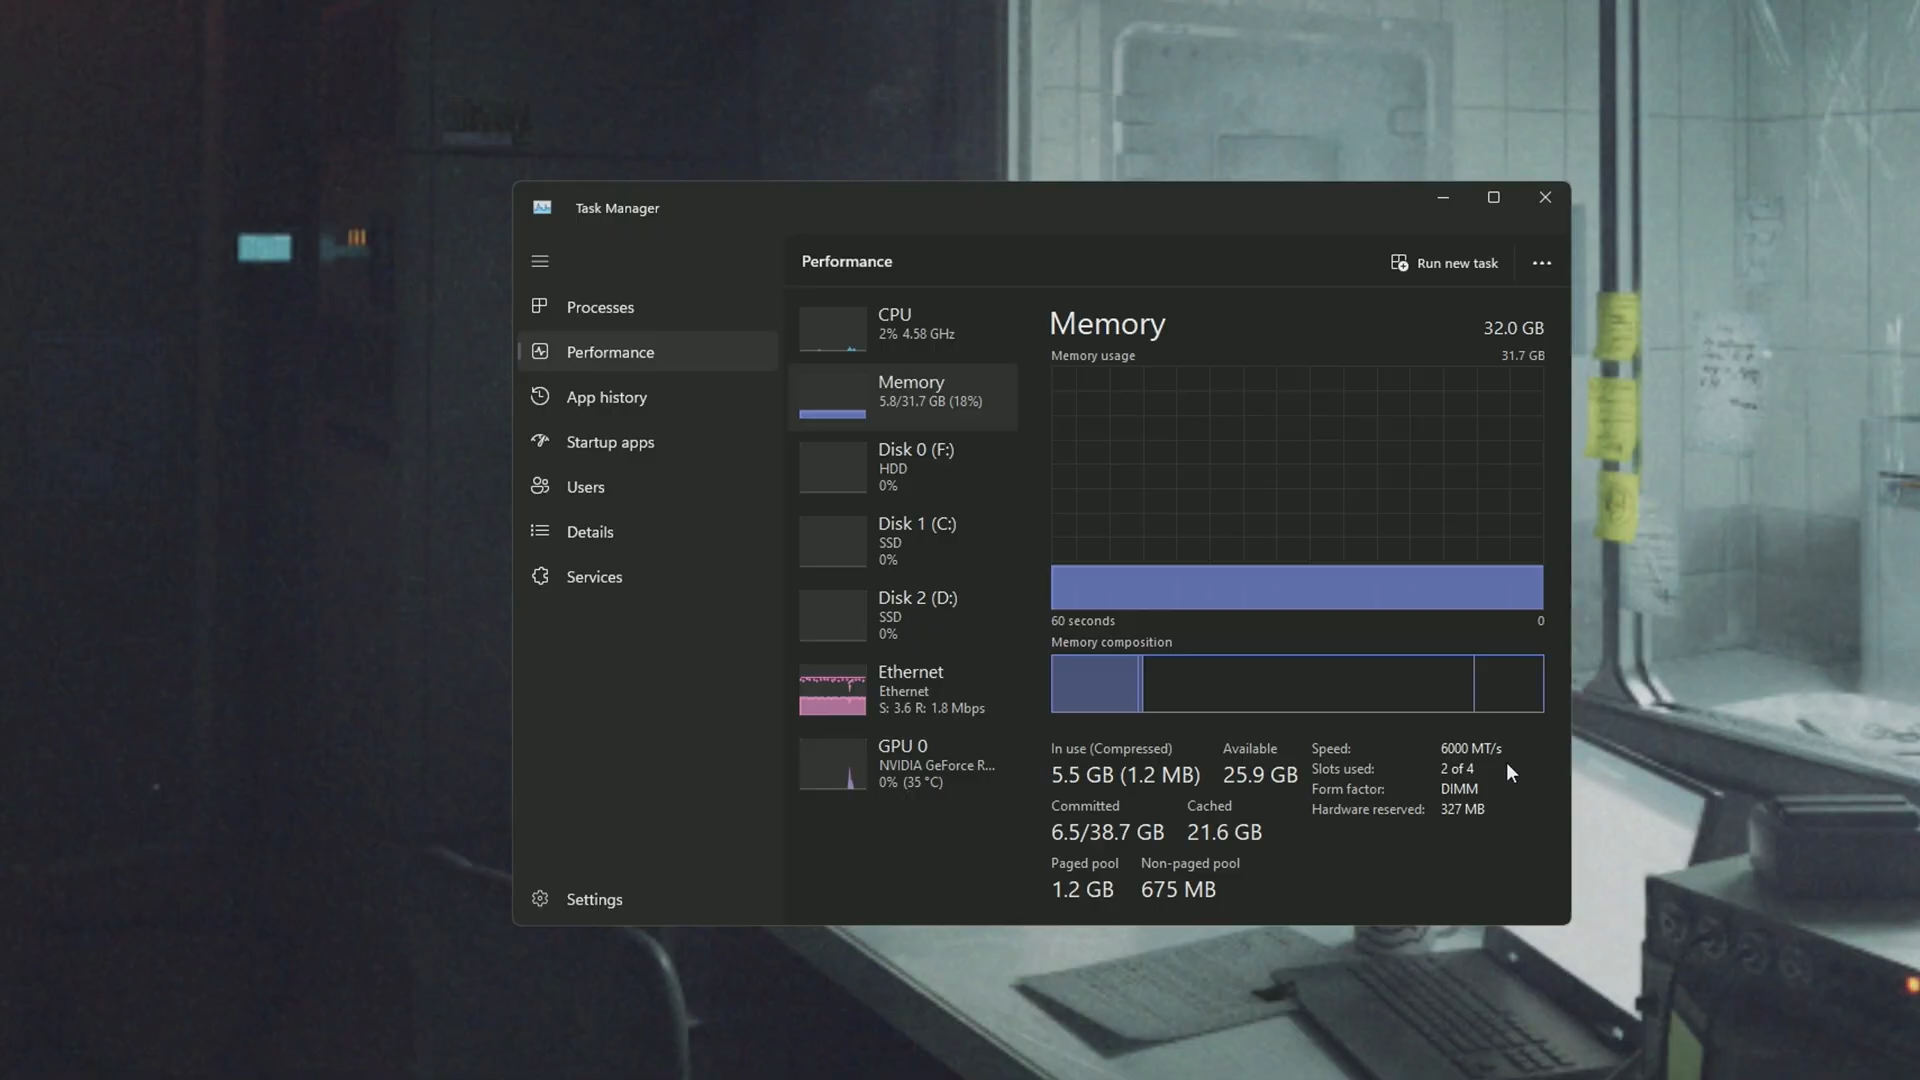 Task Manager
Performance
Run new task
Processes
Performance
App history
Startup apps
Users
Details
Services
Settings
CPU
2% 4.58 GHz
Memory
5.8/31.7 GB (18%)
Disk 0 (F:)
HDD
0%
Disk 1 (C:)
SSD
0%
Disk 2 (D:)
SSD
0%
Ethernet
Ethernet
S: 3.6 R: 1.8 Mbps
GPU 0
NVIDIA GeForce R...
0% (35 °C)
Memory 32.0 GB
Memory usage 31.7 GB
60 seconds 0
Memory composition
In use (Compressed) Available
5.5 GB (1.2 MB) 25.9 GB
Committed Cached
6.5/38.7 GB 21.6 GB
Paged pool Non-paged pool
1.2 GB 675 MB
Speed: 6000 MT/s
Slots used: 2 of 4
Form factor: DIMM
Hardware reserved: 327 MB